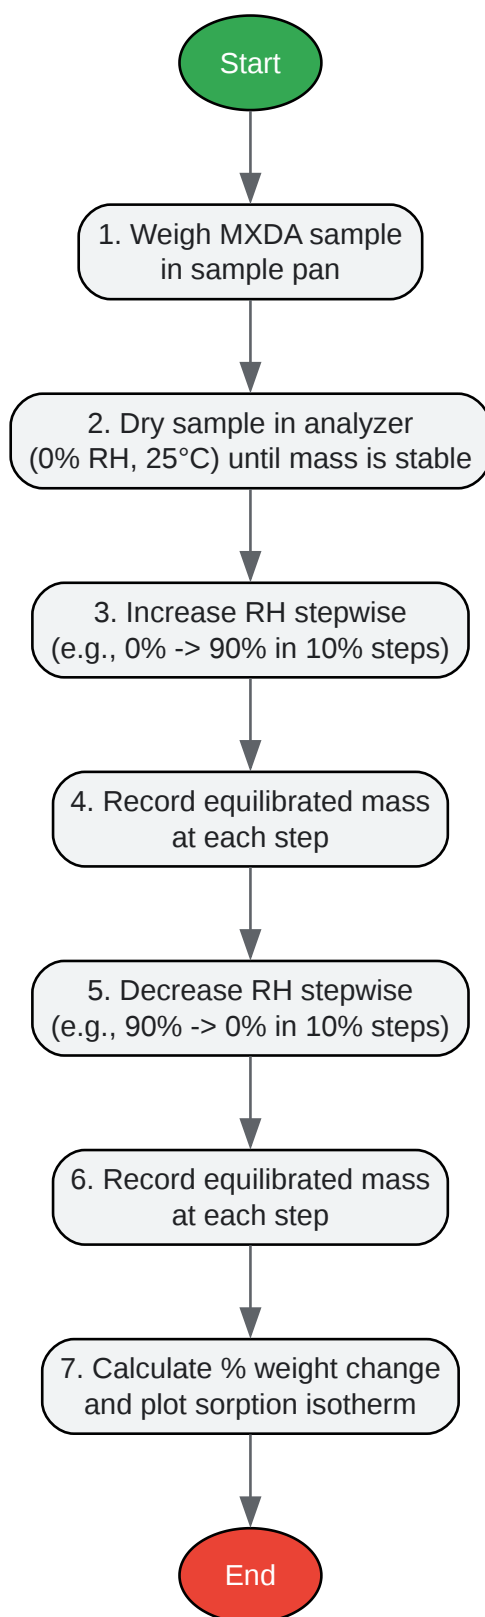 Start
1. Weigh MXDA sample
in sample pan
2. Dry sample in analyzer
(0% RH, 25°C) until mass is stable
3. Increase RH stepwise
(e.g., 0% -> 90% in 10% steps)
4. Record equilibrated mass
at each step
5. Decrease RH stepwise
(e.g., 90% -> 0% in 10% steps)
6. Record equilibrated mass
at each step
7. Calculate % weight change
and plot sorption isotherm
End